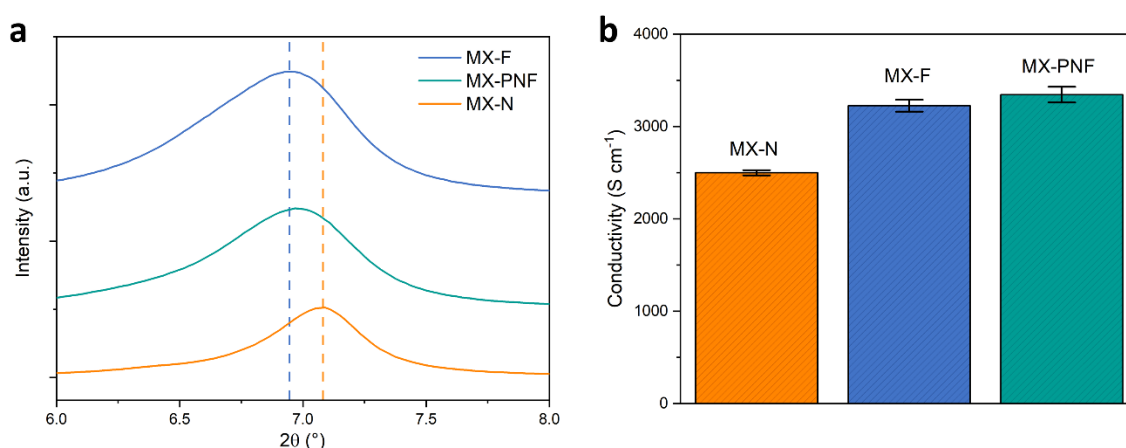 a
Intensity (a.u.)
MX-F
MX-PNF
MX-N
6.0 6.5 7.0 7.5 8.0
2θ (°)
b
Conductivity (S cm⁻¹)
4000
3000
2000
1000
0
MX-N
MX-F
MX-PNF